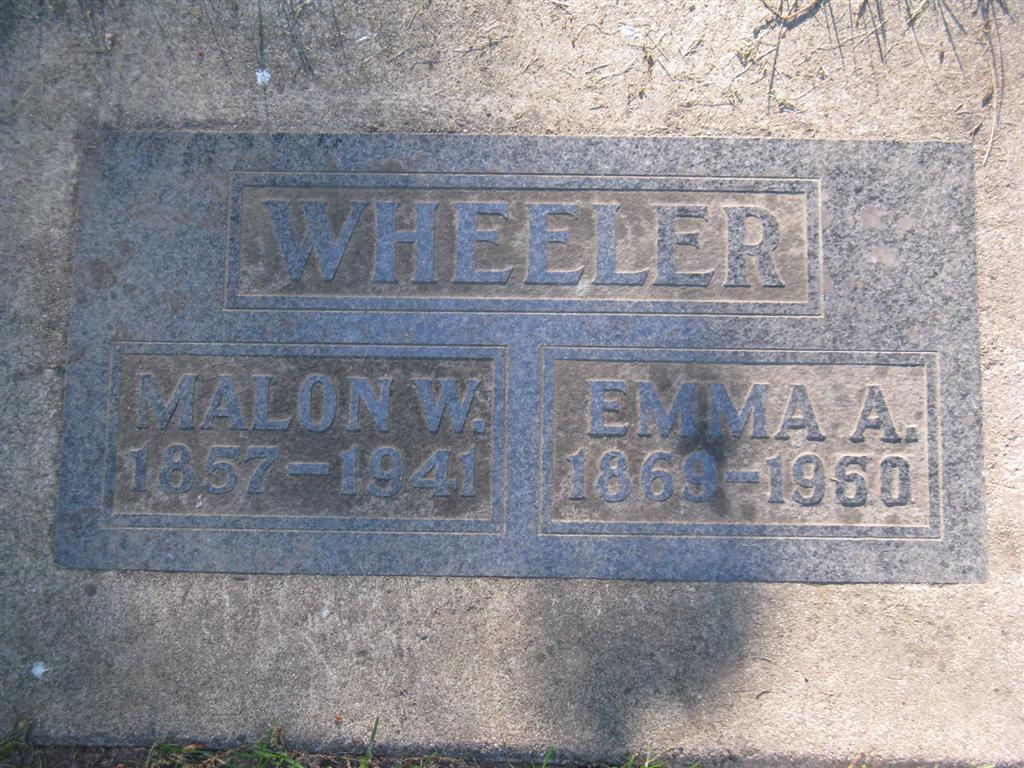 WHEELER
MALON W.
1857–1941
EMMA A.
1869–1960